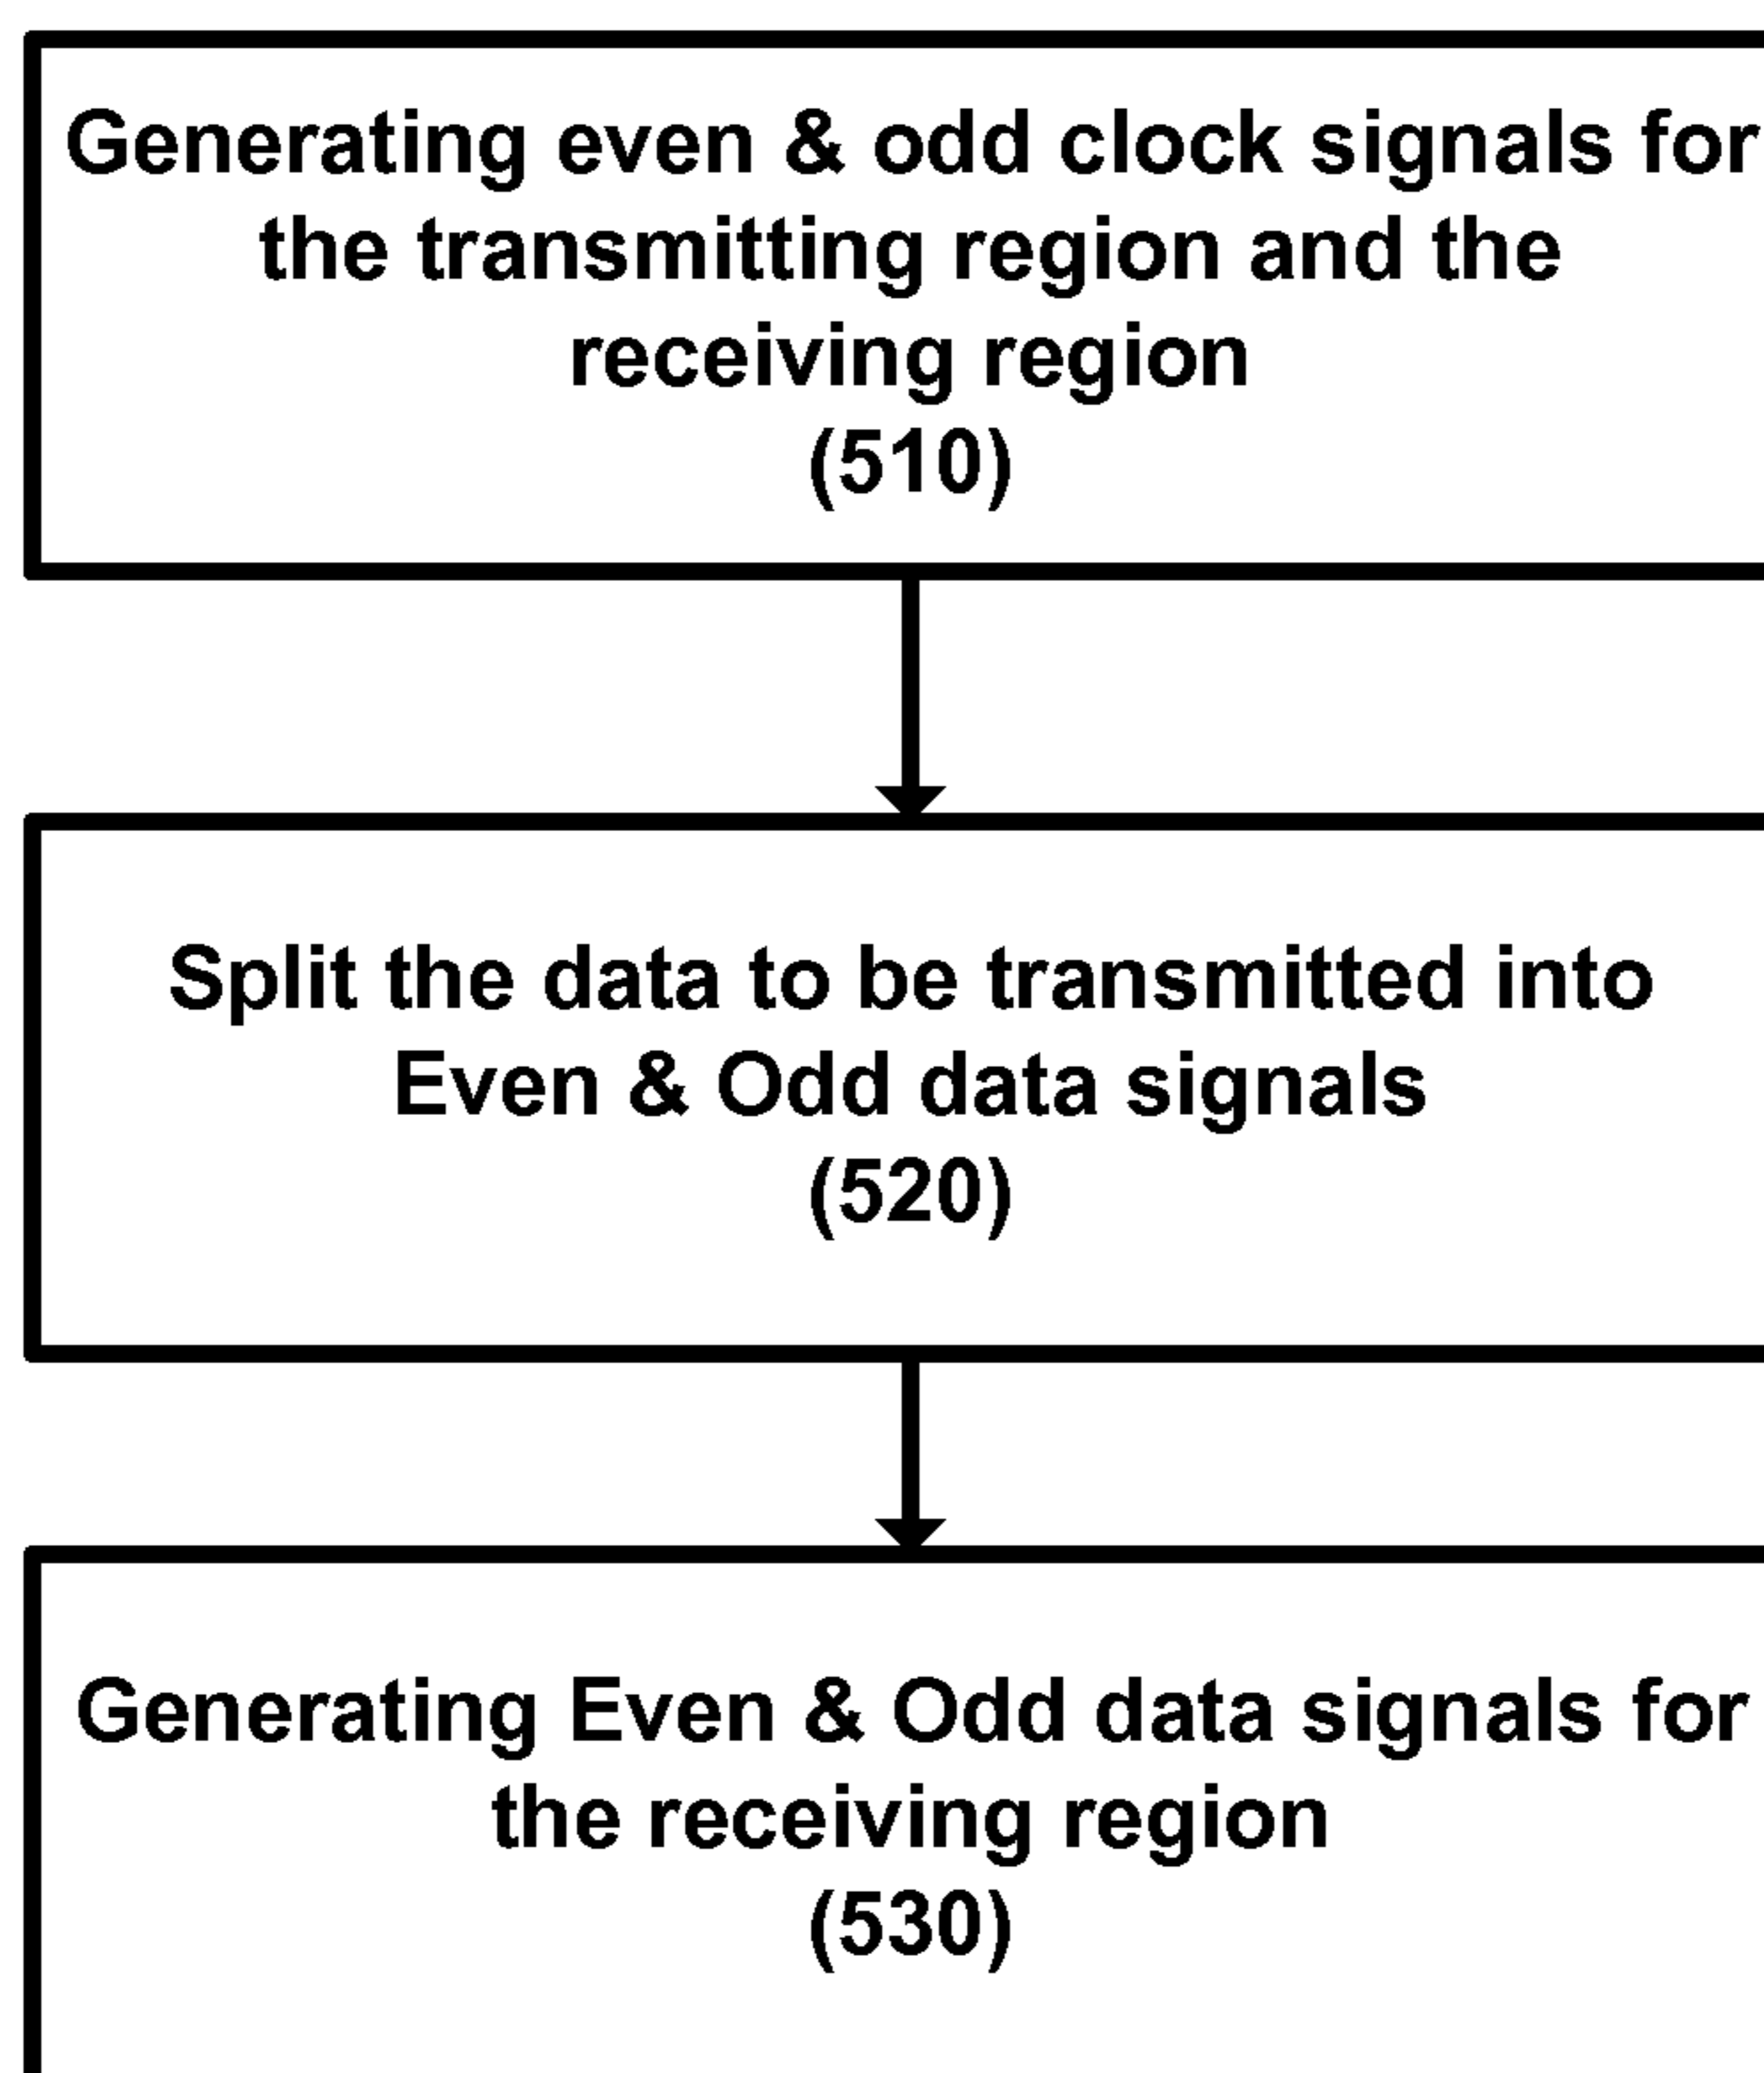 Generating even & odd clock signals for
the transmitting region and the
receiving region
(510)
Split the data to be transmitted into
Even & Odd data signals
(520)
Generating Even & Odd data signals for
the receiving region
(530)